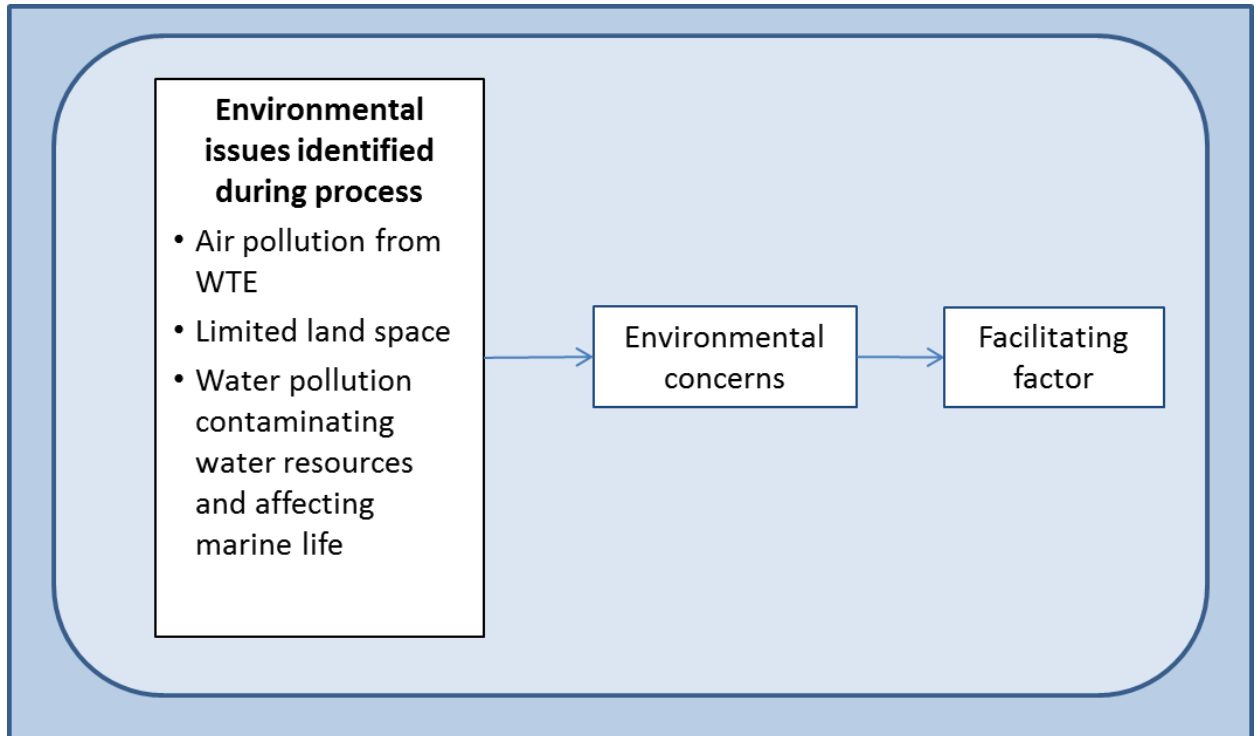 Environmental
issues identified
during process
• Air pollution from
WTE
• Limited land space
• Water pollution
contaminating
water resources
and affecting
marine life
Environmental
concerns
Facilitating
factor